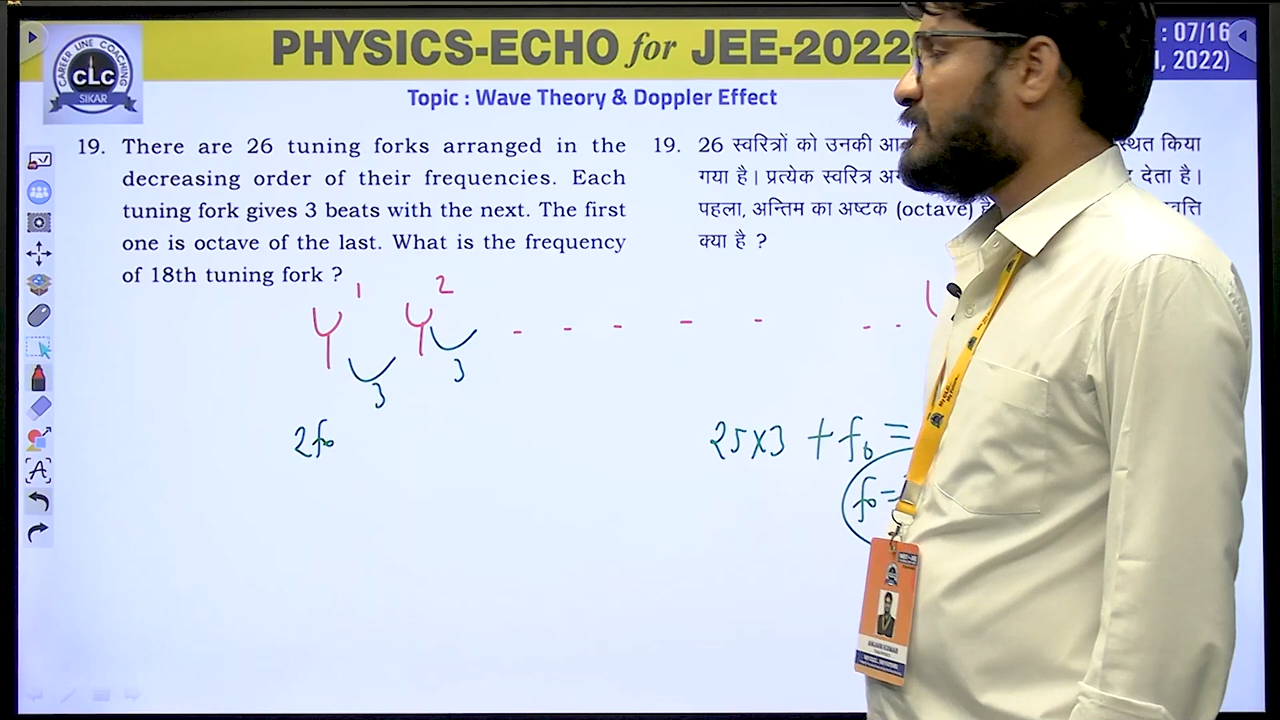 CAREER LINE COACHING
CLC
SIKAR
PHYSICS-ECHO for JEE-2022
: 07/16
, 2022)
Topic : Wave Theory & Doppler Effect
19. There are 26 tuning forks arranged in the
decreasing order of their frequencies. Each
tuning fork gives 3 beats with the next. The first
one is octave of the last. What is the frequency
of 18th tuning fork ?
19. 26 स्वरित्रों को उनकी किया
गया है। प्रत्येक स्वरित्र देता है।
पहला, अन्तिम का अष्टक (octave)
क्या है ?
1 2
3 3
2f₀
25×3 + f₀ =
f₀ =
A